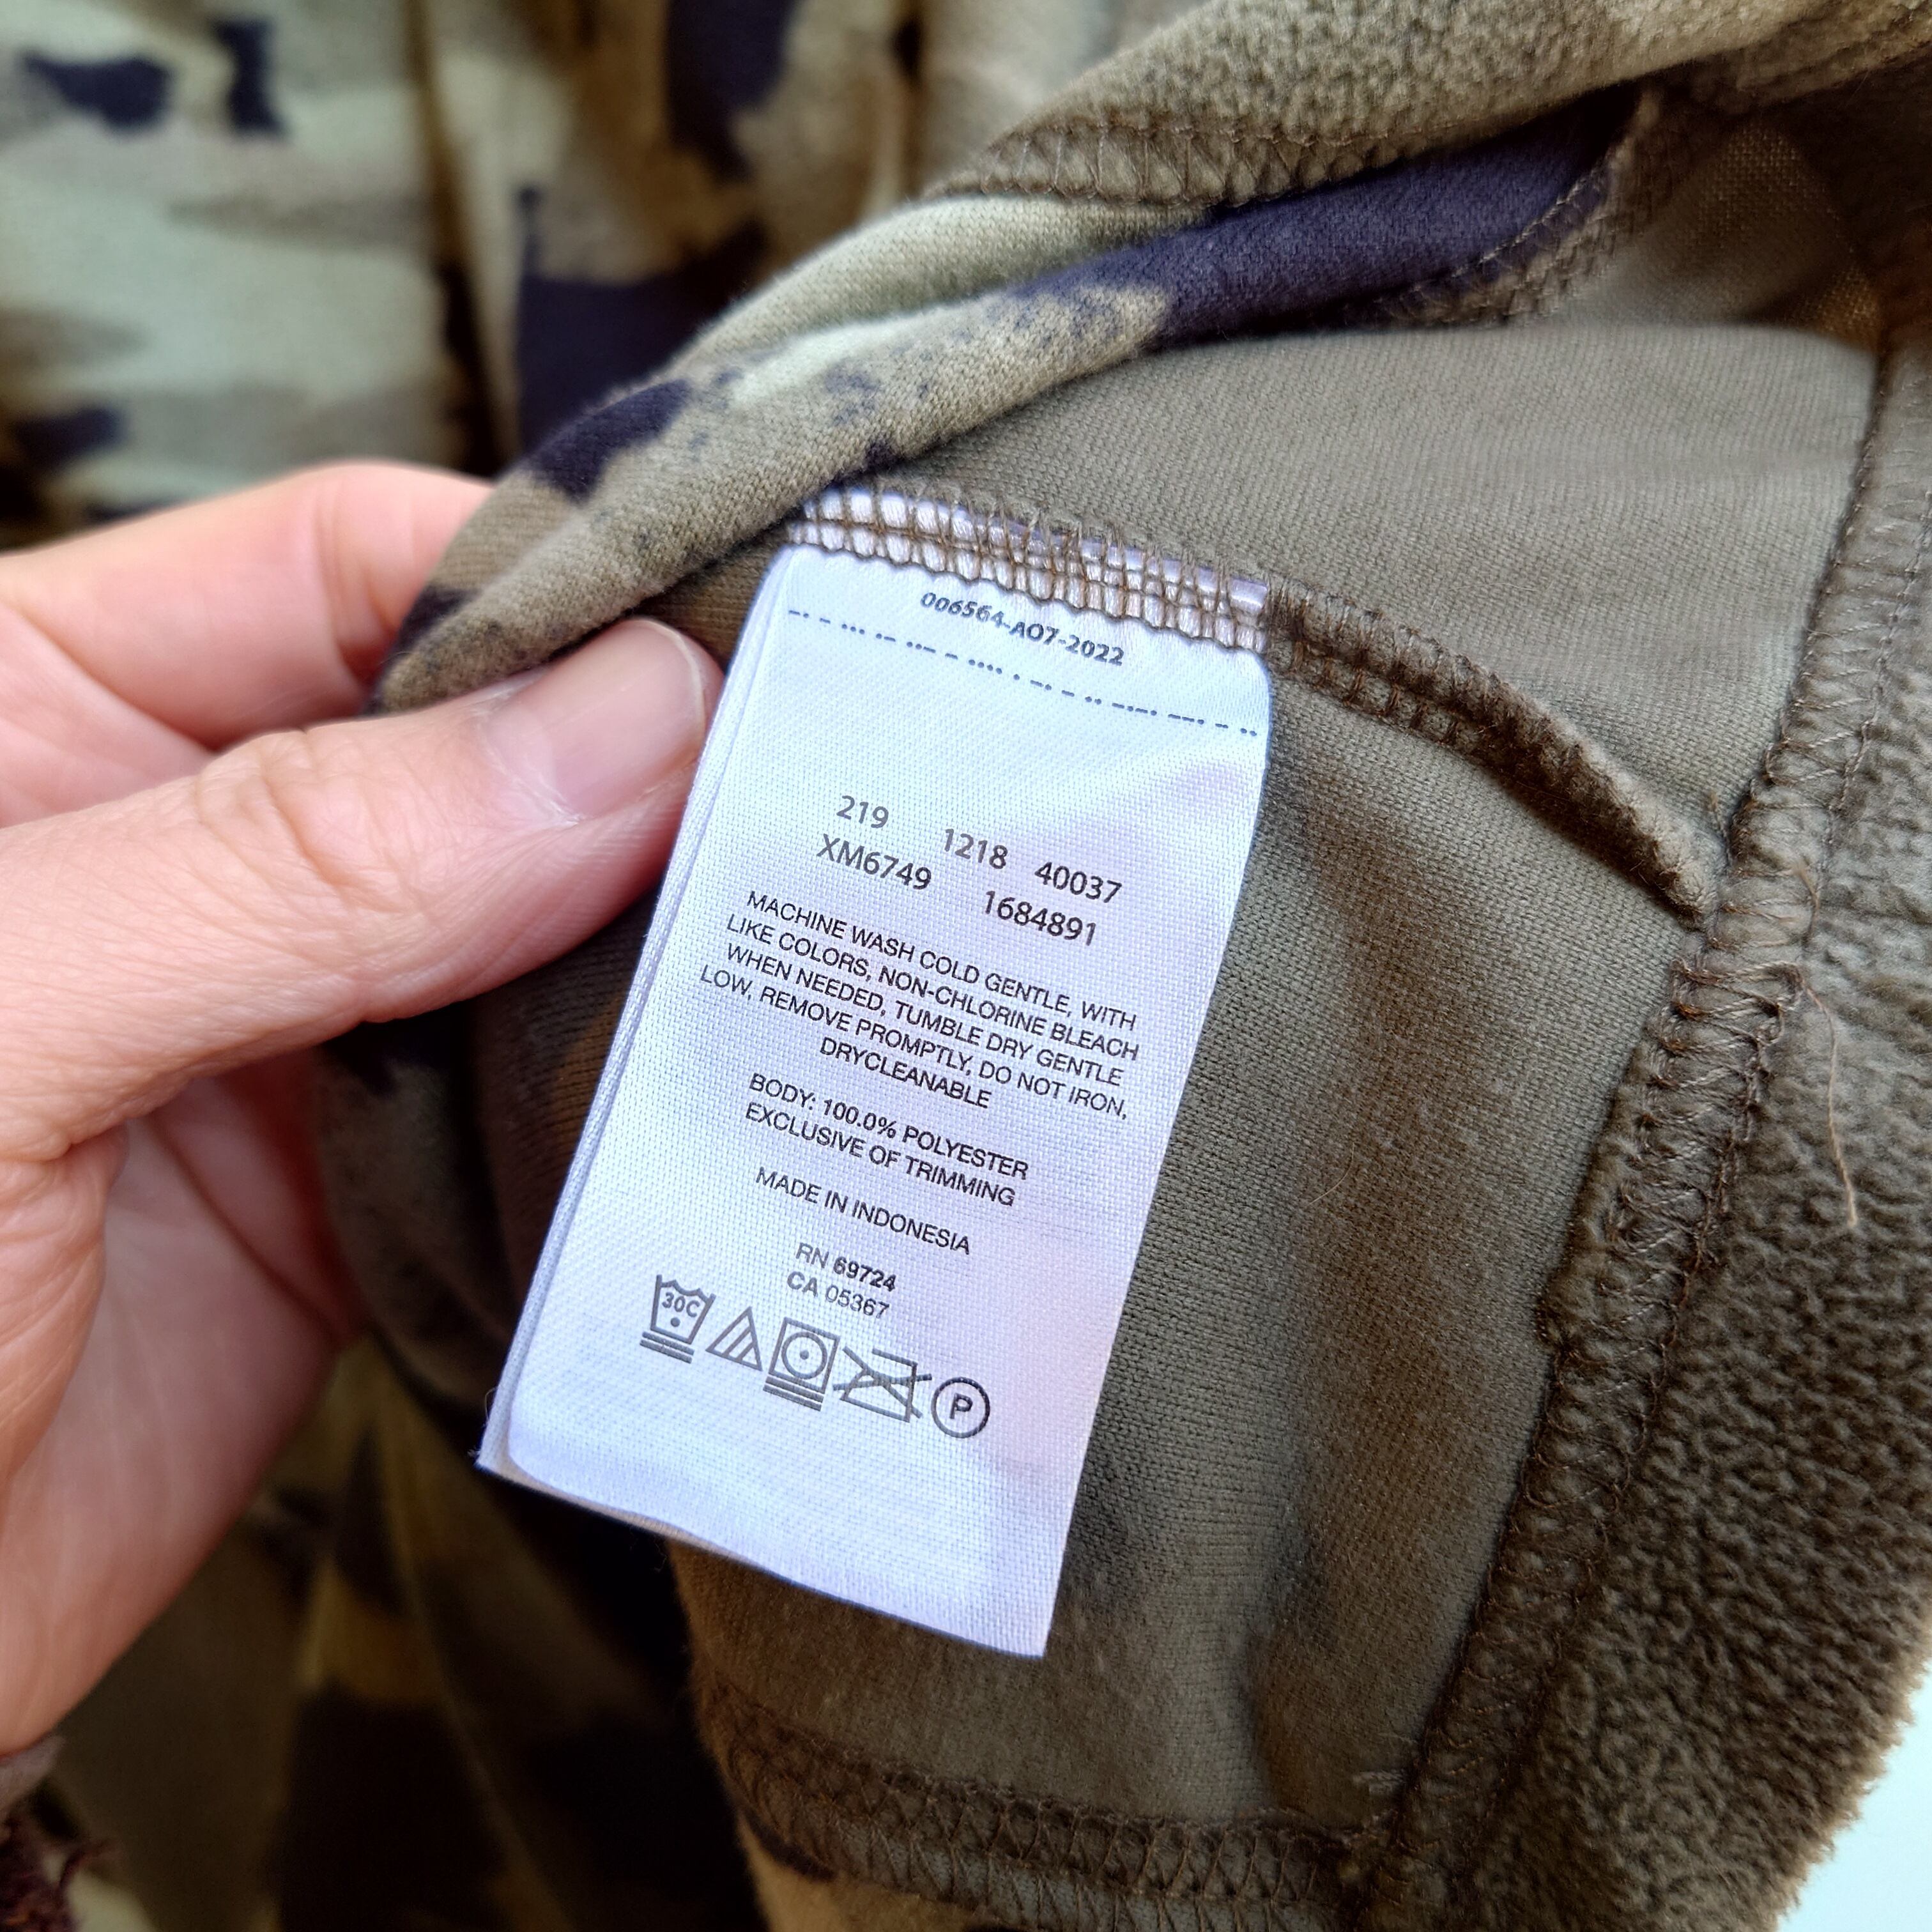 006564-AO7-2022
219 1218 40037
XM6749 1684891
MACHINE WASH COLD GENTLE, WITH
LIKE COLORS, NON-CHLORINE BLEACH
WHEN NEEDED, TUMBLE DRY GENTLE
LOW, REMOVE PROMPTLY, DO NOT IRON,
DRYCLEANABLE
BODY: 100.0% POLYESTER
EXCLUSIVE OF TRIMMING
MADE IN INDONESIA
RN 69724
CA 05367
30C P